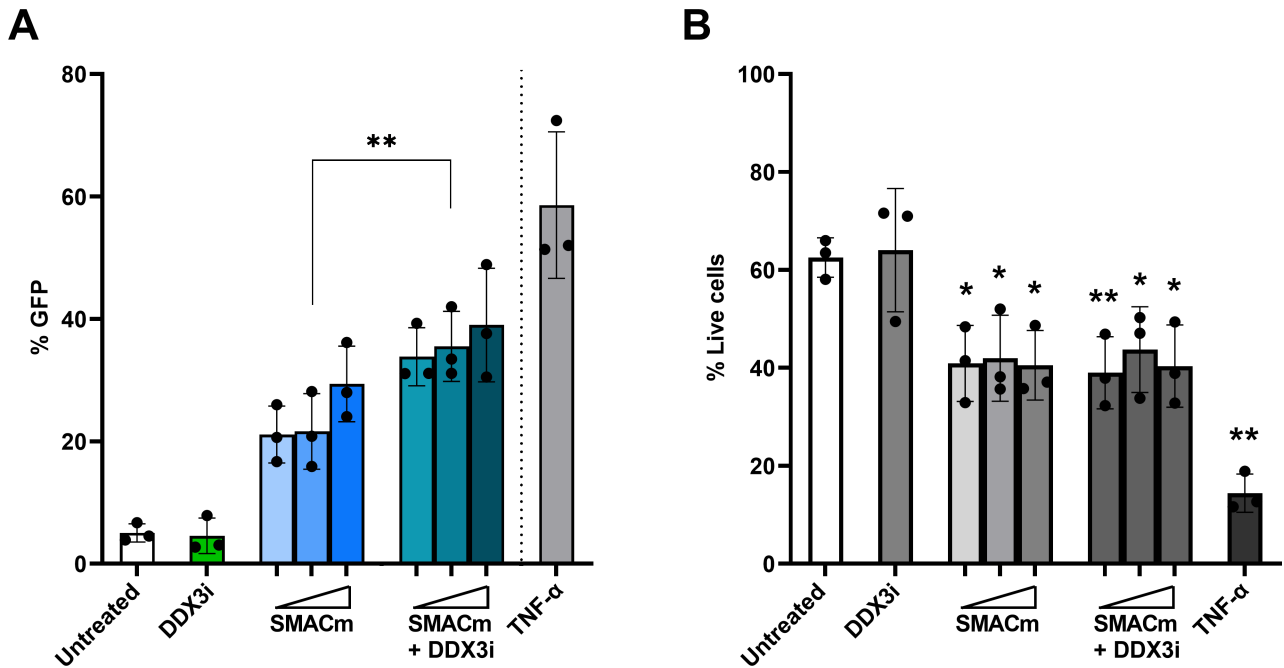 A
80
60
40
20
0
% GFP
**
Untreated
DDX3i
SMACm
SMACm
+ DDX3i
TNF-α
B
100
80
60
40
20
0
% Live cells
*
*
*
**
*
*
**
Untreated
DDX3i
SMACm
SMACm
+ DDX3i
TNF-α